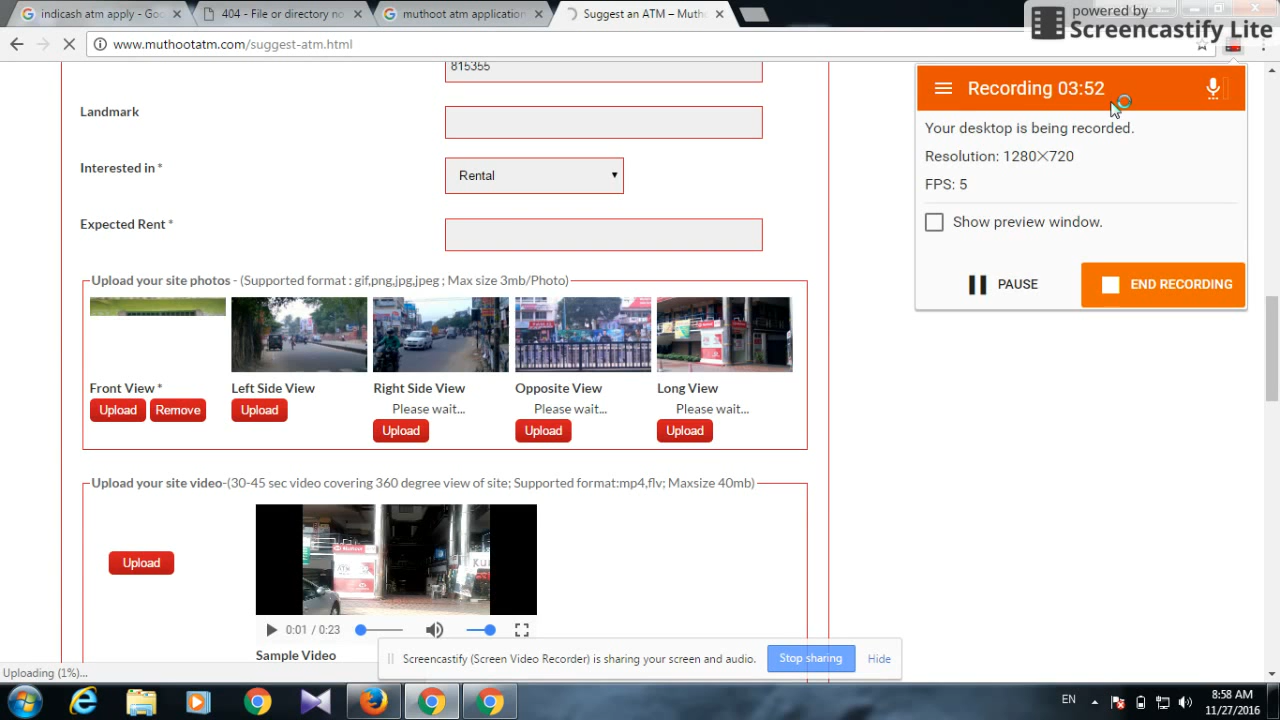 indicash atm apply - Goo
404 - File or directory no
muthoot atm application
Suggest an ATM – Muth
powered by
Screencastify Lite
www.muthootatm.com/suggest-atm.html
815355
Landmark
Interested in *
Rental
Expected Rent *
Recording 03:52
Your desktop is being recorded.
Resolution: 1280×720
FPS: 5
Show preview window.
PAUSE
END RECORDING
Upload your site photos - (Supported format : gif,png,jpg,jpeg ; Max size 3mb/Photo)
Front View *
Left Side View
Right Side View
Opposite View
Long View
Please wait...
Please wait...
Please wait...
Upload
Remove
Upload
Upload
Upload
Upload
Upload your site video-(30-45 sec video covering 360 degree view of site; Supported format:mp4,flv; Maxsize 40mb)
Upload
0:01 / 0:23
Sample Video
Screencastify (Screen Video Recorder) is sharing your screen and audio.
Stop sharing
Hide
Uploading (1%)...
EN
8:58 AM
11/27/2016